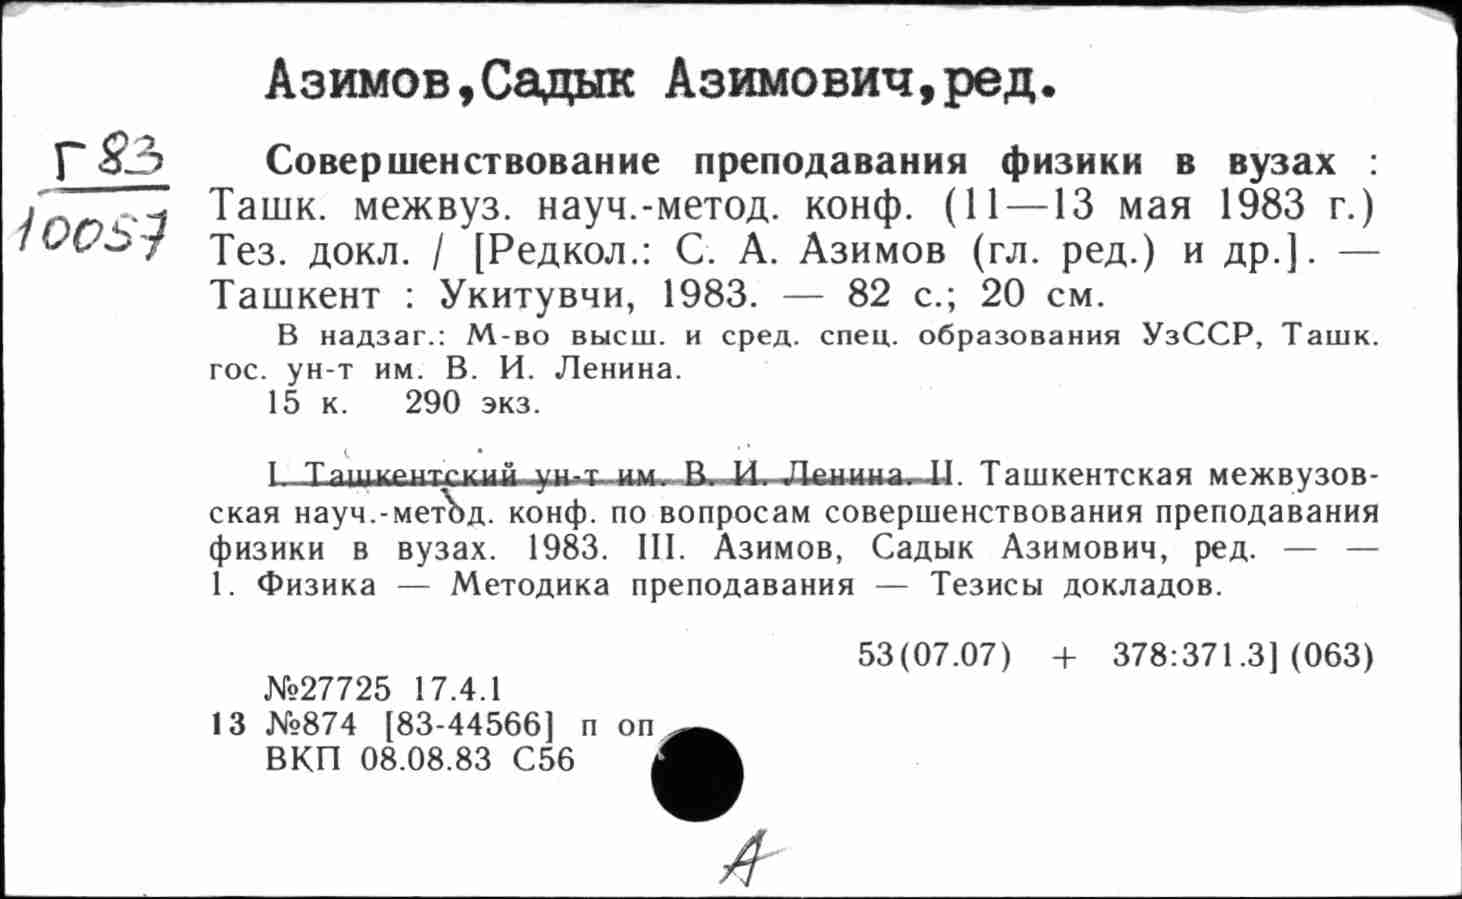 Азимов,Садык Азимович,ред.
Г 83
10057
Совершенствование преподавания физики в вузах :
Ташк. межвуз. науч.-метод. конф. (11—13 мая 1983 г.)
Тез. докл. / [Редкол.: С. А. Азимов (гл. ред.) и др.]. —
Ташкент : Укитувчи, 1983. — 82 с.; 20 см.
В надзаг.: М-во высш. и сред. спец. образования УзССР, Ташк.
гос. ун-т им. В. И. Ленина.
15 к. 290 экз.
I. Ташкентский ун-т им. В. И. Ленина. II. Ташкентская межвузов-
ская науч.-метод. конф. по вопросам совершенствования преподавания
физики в вузах. 1983. III. Азимов, Садык Азимович, ред. — —
1. Физика — Методика преподавания — Тезисы докладов.
53(07.07) + 378:371.3] (063)
№27725 17.4.1
13 №874 [83-44566] п оп
ВКП 08.08.83 С56
А